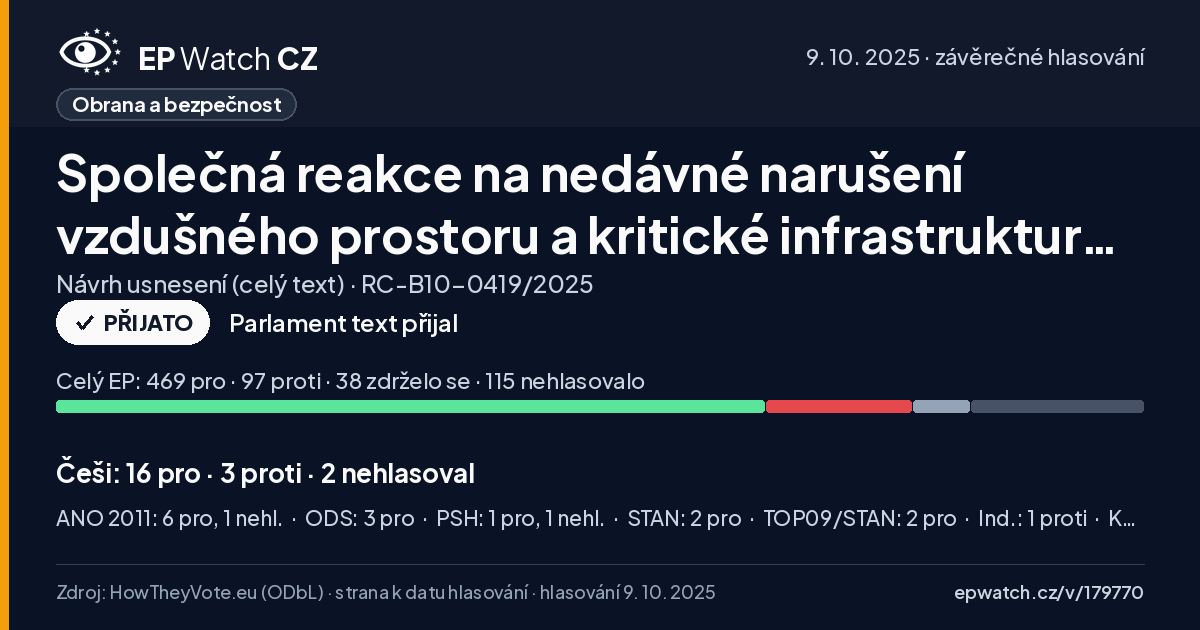 EP Watch CZ
9. 10. 2025 · závěrečné hlasování
Obrana a bezpečnost
Společná reakce na nedávné narušení
vzdušného prostoru a kritické infrastruktur…
Návrh usnesení (celý text) · RC-B10-0419/2025
✓ PŘIJATO Parlament text přijal
Celý EP: 469 pro · 97 proti · 38 zdrželo se · 115 nehlasovalo
Češi: 16 pro · 3 proti · 2 nehlasoval
ANO 2011: 6 pro, 1 nehl. · ODS: 3 pro · PSH: 1 pro, 1 nehl. · STAN: 2 pro · TOP09/STAN: 2 pro · Ind.: 1 proti · K…
Zdroj: HowTheyVote.eu (ODbL) · strana k datu hlasování · hlasování 9. 10. 2025
epwatch.cz/v/179770